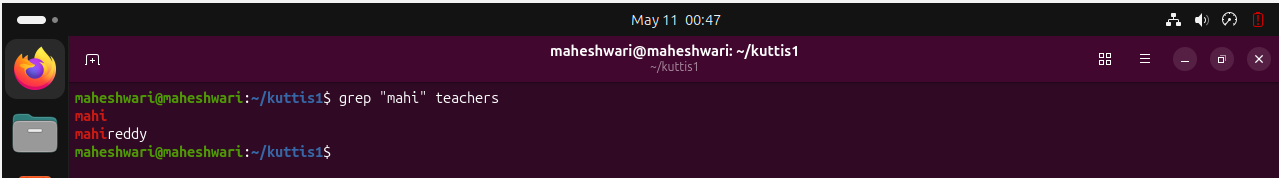 May 11 00:47
maheshwari@maheshwari: ~/kuttis1
~/kuttis1
maheshwari@maheshwari:~/kuttis1$ grep "mahi" teachers
mahi
mahireddy
maheshwari@maheshwari:~/kuttis1$